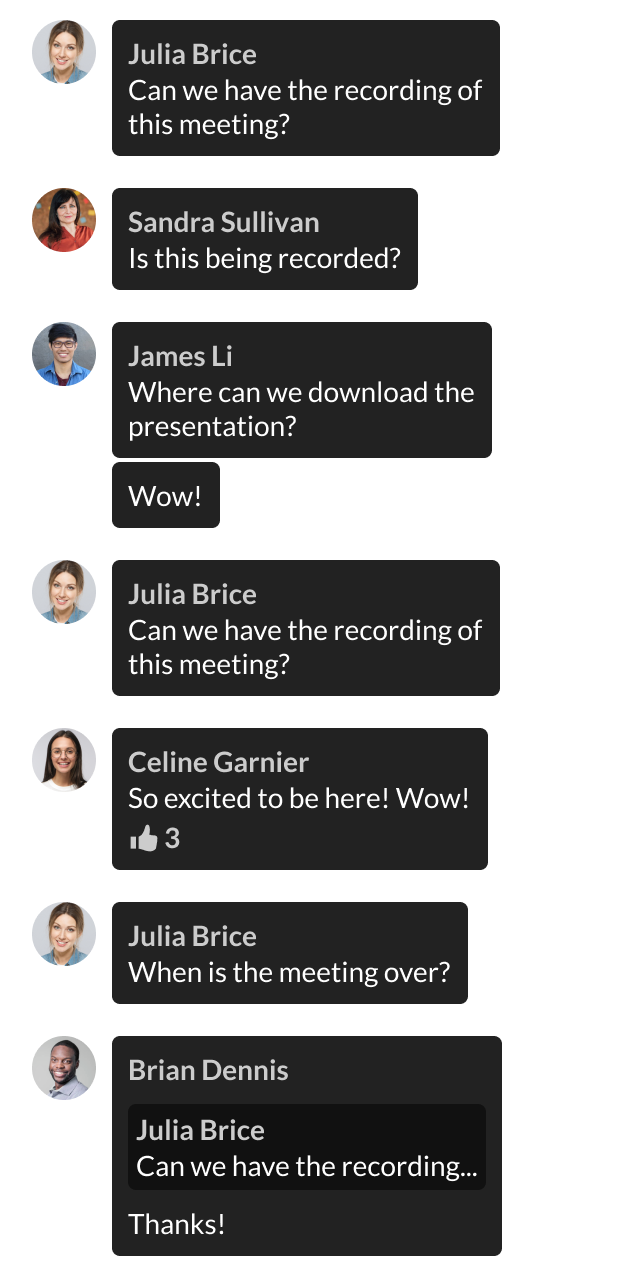 Julia Brice
Can we have the recording of
this meeting?
Sandra Sullivan
Is this being recorded?
James Li
Where can we download the
presentation?
Wow!
Julia Brice
Can we have the recording of
this meeting?
Celine Garnier
So excited to be here! Wow!
3
Julia Brice
When is the meeting over?
Brian Dennis
Julia Brice
Can we have the recording...
Thanks!